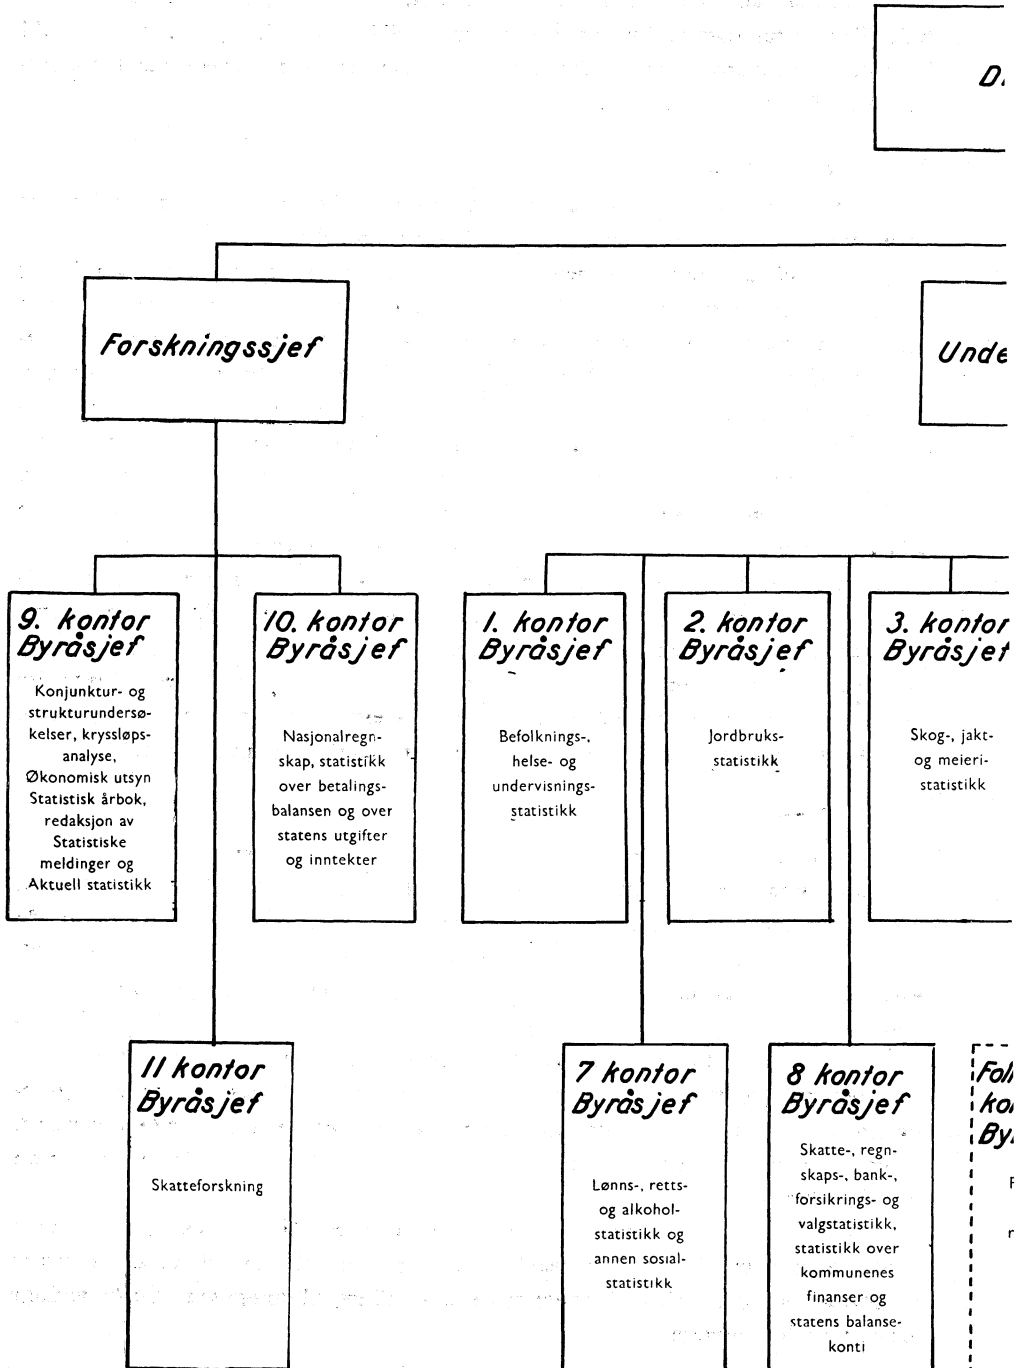 Forskningssjef
9. kontor
Byråsjef
Konjunktur- og
strukturundersø-
kelser, kryssløps-
analyse,
Økonomisk utsyn
Statistisk årbok,
redaksjon av
Statistiske
meldinger og
Aktuell statistikk
10. kontor
Byråsjef
Nasjonalregn-
skap, statistikk
over betalings-
balansen og over
statens utgifter
og inntekter
1. kontor
Byråsjef
Befolknings-,
helse- og
undervisnings-
statistikk
2. kontor
Byråsjef
Jordbruks-
statistikk
3. kontor
Byråsjef
Skog-, jakt-
og meieri-
statistikk
11 kontor
Byråsjef
Skatteforskning
7 kontor
Byråsjef
Lønns-, retts-
og alkohol-
statistikk og
annen sosial-
statistikk
8 kontor
Byråsjef
Skatte-, regn-
skaps-, bank-,
forsikrings- og
valgstatistikk,
statistikk over
kommunenes
finanser og
statens balanse-
konti